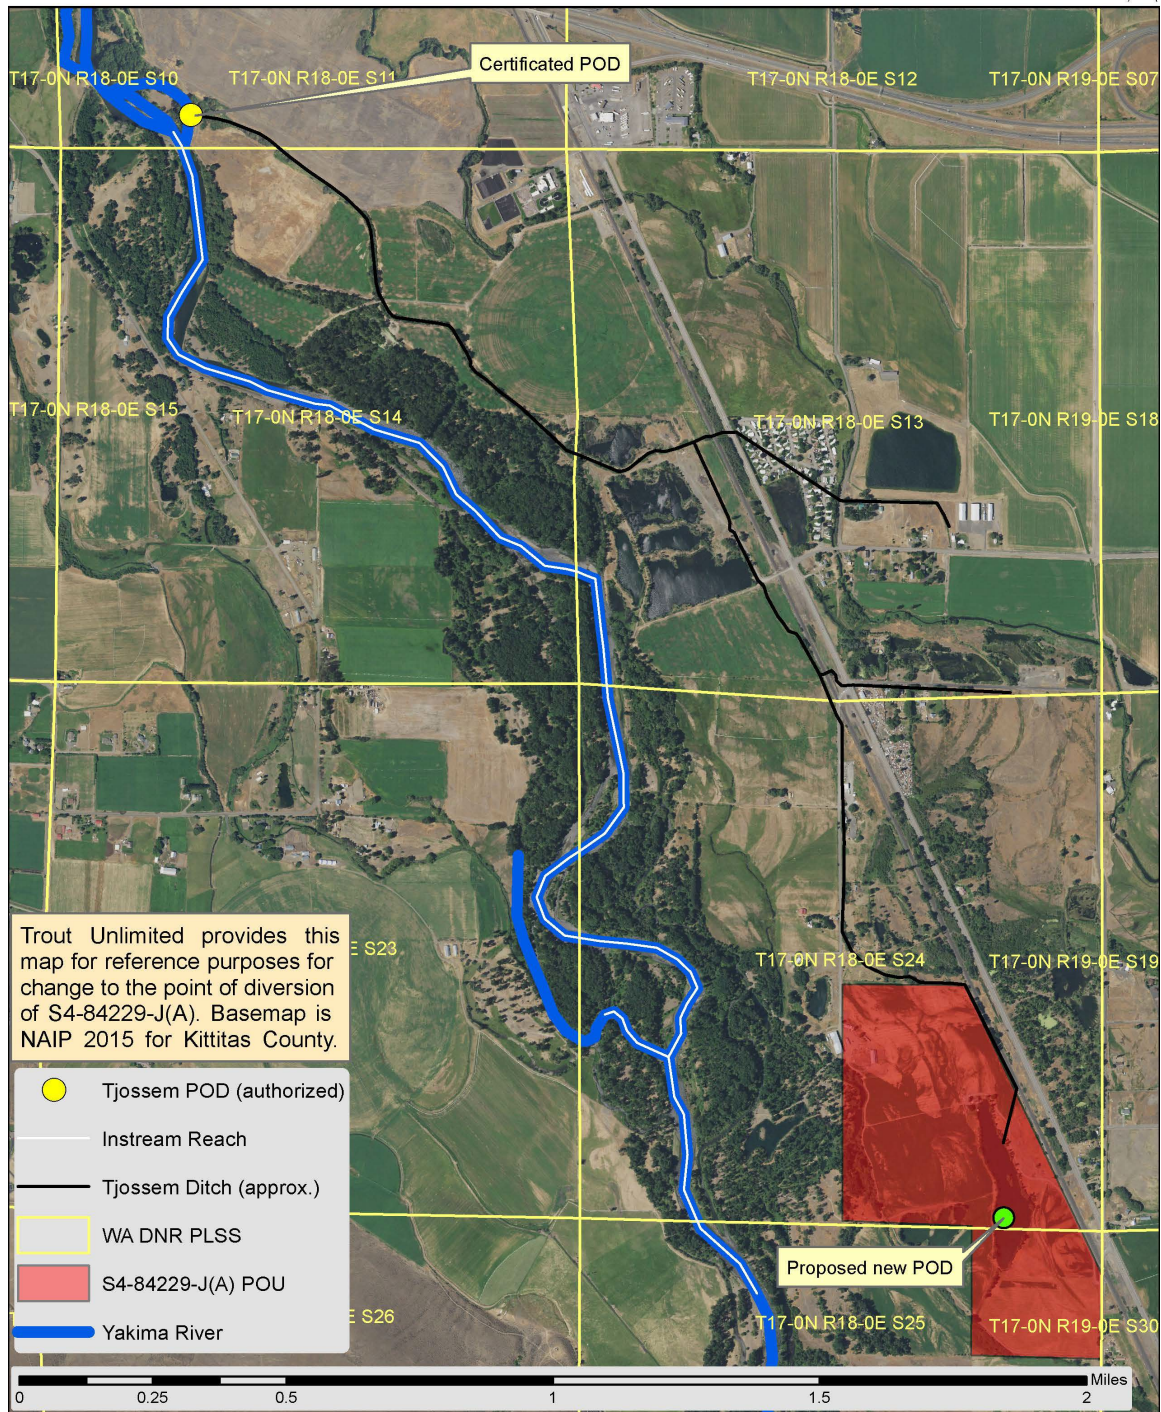 Certificated POD
T17-0N R18-0E S10
T17-0N R18-0E S11
T17-0N R18-0E S12
T17-0N R19-0E S07
T17-0N R18-0E S15
T17-0N R18-0E S14
T17-0N R18-0E S13
T17-0N R19-0E S18
Trout Unlimited provides this
map for reference purposes for
change to the point of diversion
of S4-84229-J(A). Basemap is
NAIP 2015 for Kittitas County.
E S23
T17-0N R18-0E S24
T17-0N R19-0E S19
Tjossem POD (authorized)
Instream Reach
Tjossem Ditch (approx.)
WA DNR PLSS
S4-84229-J(A) POU
Yakima River
Proposed new POD
E S26
T17-0N R18-0E S25
T17-0N R19-0E S30
Miles
0 0.25 0.5 1 1.5 2